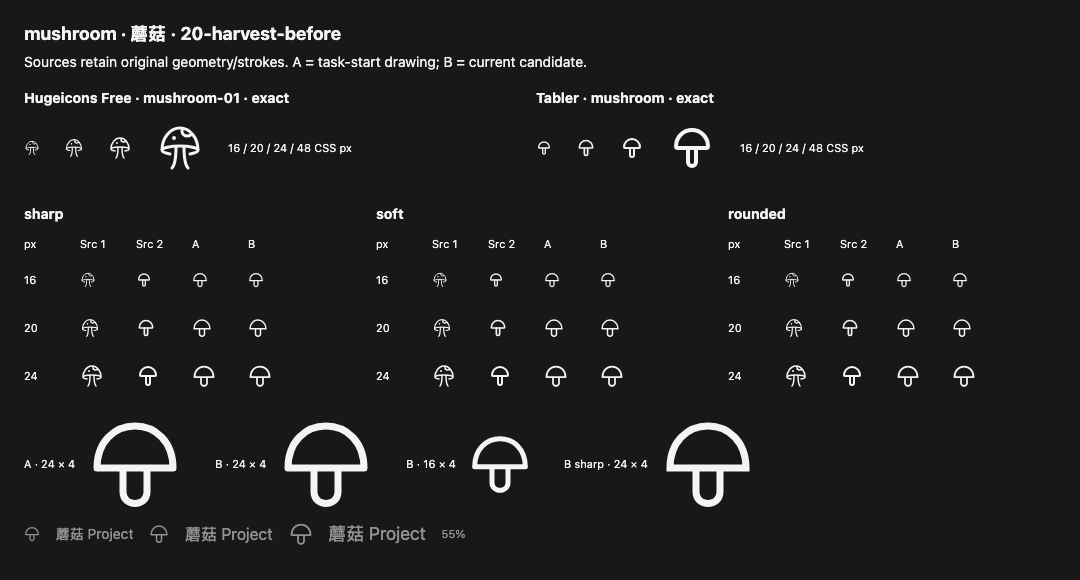 mushroom · 蘑菇 · 20-harvest-before
Sources retain original geometry/strokes. A = task-start drawing; B = current candidate.
Hugeicons Free · mushroom-01 · exact
16 / 20 / 24 / 48 CSS px
Tabler · mushroom · exact
16 / 20 / 24 / 48 CSS px
sharp
px Src 1 Src 2 A B
16
20
24
soft
px Src 1 Src 2 A B
16
20
24
rounded
px Src 1 Src 2 A B
16
20
24
A · 24 × 4
B · 24 × 4
B · 16 × 4
B sharp · 24 × 4
蘑菇 Project 蘑菇 Project 蘑菇 Project 55%